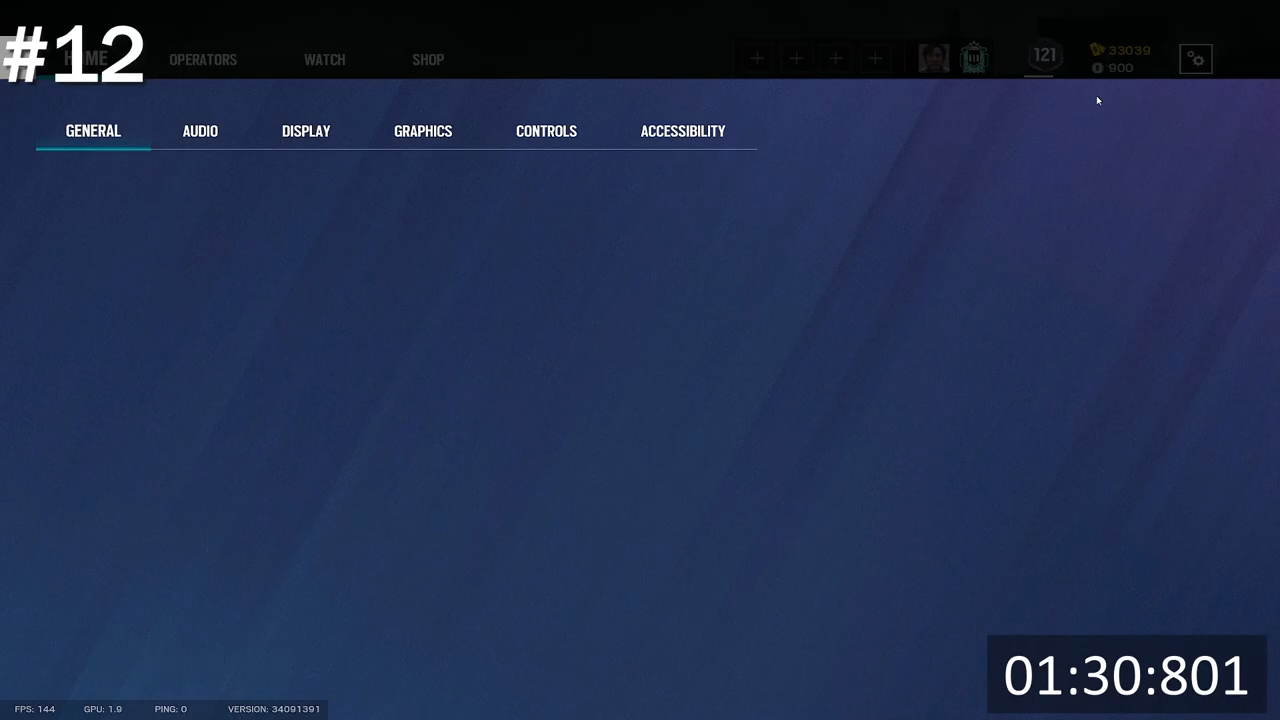 #12
HOME
OPERATORS
WATCH
SHOP
121
33039
900
GENERAL
AUDIO
DISPLAY
GRAPHICS
CONTROLS
ACCESSIBILITY
01:30:801
FPS: 144
GPU: 1.9
PING: 0
VERSION: 34091391